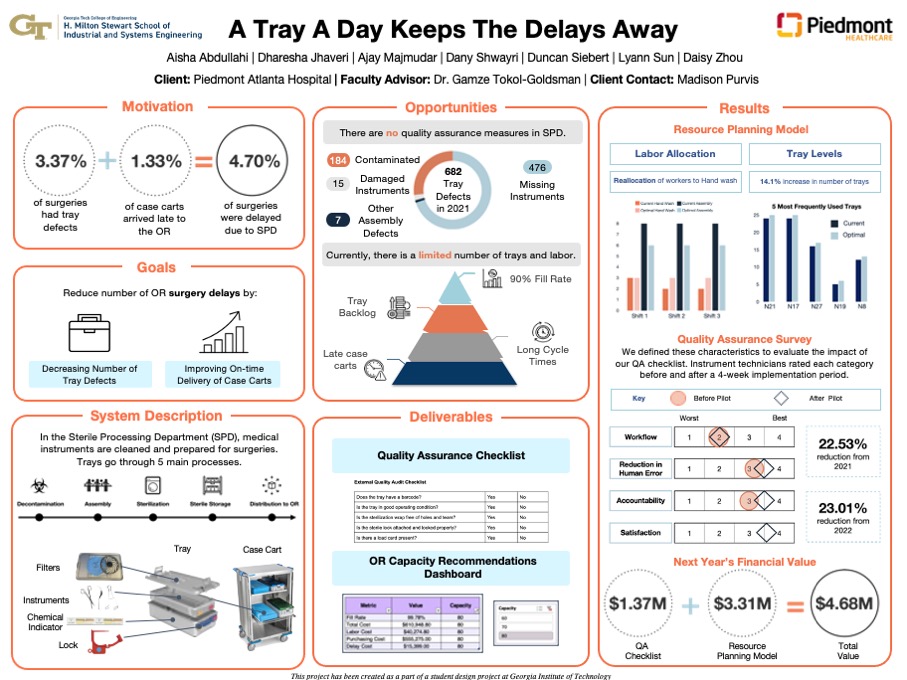 Georgia Tech College of Engineering
H. Milton Stewart School of
Industrial and Systems Engineering
A Tray A Day Keeps The Delays Away
Piedmont
HEALTHCARE
Aisha Abdullahi | Dharesha Jhaveri | Ajay Majmudar | Dany Shwayri | Duncan Siebert | Lyann Sun | Daisy Zhou
Client: Piedmont Atlanta Hospital | Faculty Advisor: Dr. Gamze Tokol-Goldsman | Client Contact: Madison Purvis
Motivation
3.37% + 1.33% = 4.70%
of surgeries
had tray
defects
of case carts
arrived late to
the OR
of surgeries
were delayed
due to SPD
Goals
Reduce number of OR surgery delays by:
Decreasing Number of
Tray Defects
Improving On-time
Delivery of Case Carts
System Description
In the Sterile Processing Department (SPD), medical
instruments are cleaned and prepared for surgeries.
Trays go through 5 main processes.
Decontamination
Assembly
Sterilization
Sterile Storage
Distribution to OR
Tray
Case Cart
Filters
Instruments
Chemical
Indicator
Lock
Opportunities
There are no quality assurance measures in SPD.
184 Contaminated
15 Damaged
Instruments
7 Other
Assembly
Defects
682
Tray
Defects
in 2021
476
Missing
Instruments
Currently, there is a limited number of trays and labor.
90% Fill Rate
Tray
Backlog
Late case
carts
Long Cycle
Times
Deliverables
Quality Assurance Checklist
External Quality Audit Checklist
Does the tray have a barcode? Yes No
Is the tray in good operating condition? Yes No
Is the sterilization wrap free of holes and tears? Yes No
Is the sterile lock attached and locked properly? Yes No
Is there a load card present? Yes No
OR Capacity Recommendations
Dashboard
Metric Value Capacity
Fill Rate 80
Total Cost 80
Labor Cost 80
Purchasing Cost 80
Delay Cost 80
Capacity
60
70
80
Results
Resource Planning Model
Labor Allocation
Tray Levels
Reallocation of workers to Hand wash
14.1% increase in number of trays
Current Hand Wash Current Assembly
Optimal Hand Wash Optimal Assembly
8
7
6
5
4
3
2
1
0
Shift 1 Shift 2 Shift 3
5 Most Frequently Used Trays
Current
Optimal
25
20
15
10
5
0
N21 N17 N27 N19 N8
Quality Assurance Survey
We defined these characteristics to evaluate the impact of
our QA checklist. Instrument technicians rated each category
before and after a 4-week implementation period.
Key Before Pilot After Pilot
Worst Best
Workflow 1 2 3 4
Reduction in
Human Error 1 2 3 4
Accountability 1 2 3 4
Satisfaction 1 2 3 4
22.53%
reduction from
2021
23.01%
reduction from
2022
Next Year's Financial Value
$1.37M + $3.31M = $4.68M
QA
Checklist
Resource
Planning Model
Total
Value
This project has been created as a part of a student design project at Georgia Institute of Technology